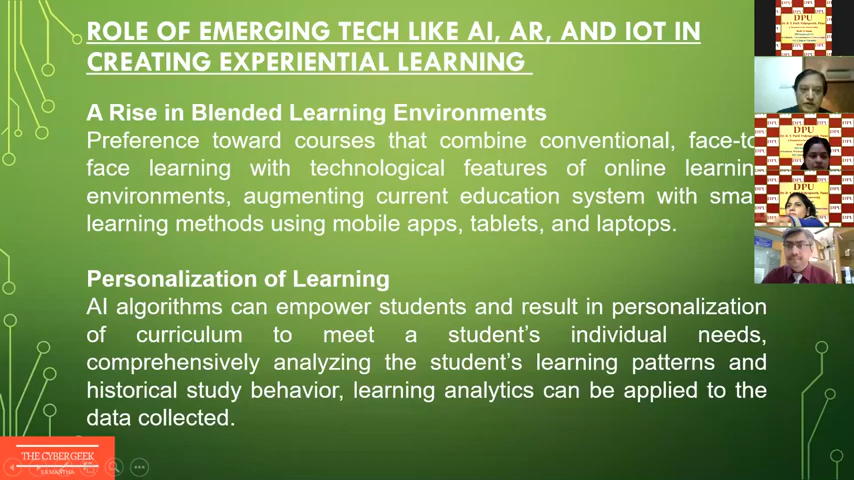 ROLE OF EMERGING TECH LIKE AI, AR, AND IOT IN
CREATING EXPERIENTIAL LEARNING
A Rise in Blended Learning Environments
Preference toward courses that combine conventional, face-to-
face learning with technological features of online learnin
environments, augmenting current education system with sma
learning methods using mobile apps, tablets, and laptops.
Personalization of Learning
AI algorithms can empower students and result in personalization
of curriculum to meet a student's individual needs,
comprehensively analyzing the student's learning patterns and
historical study behavior, learning analytics can be applied to the
data collected.
THE CYBERGEEK
DPU
DPU
DPU